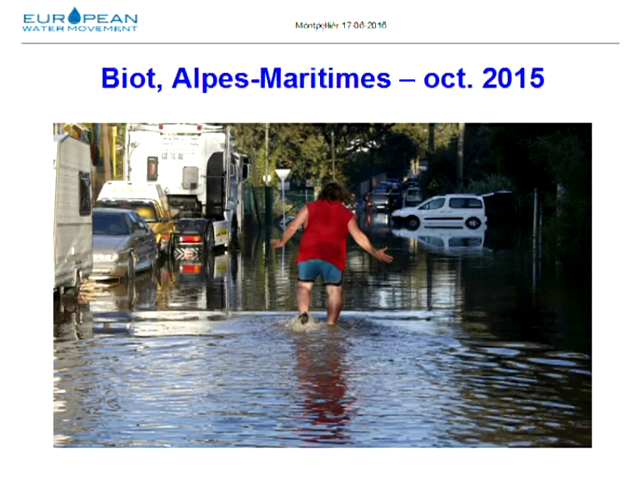 EUROPEAN
WATER MOVEMENT
Montpellier 17-06-2016
Biot, Alpes-Maritimes – oct. 2015